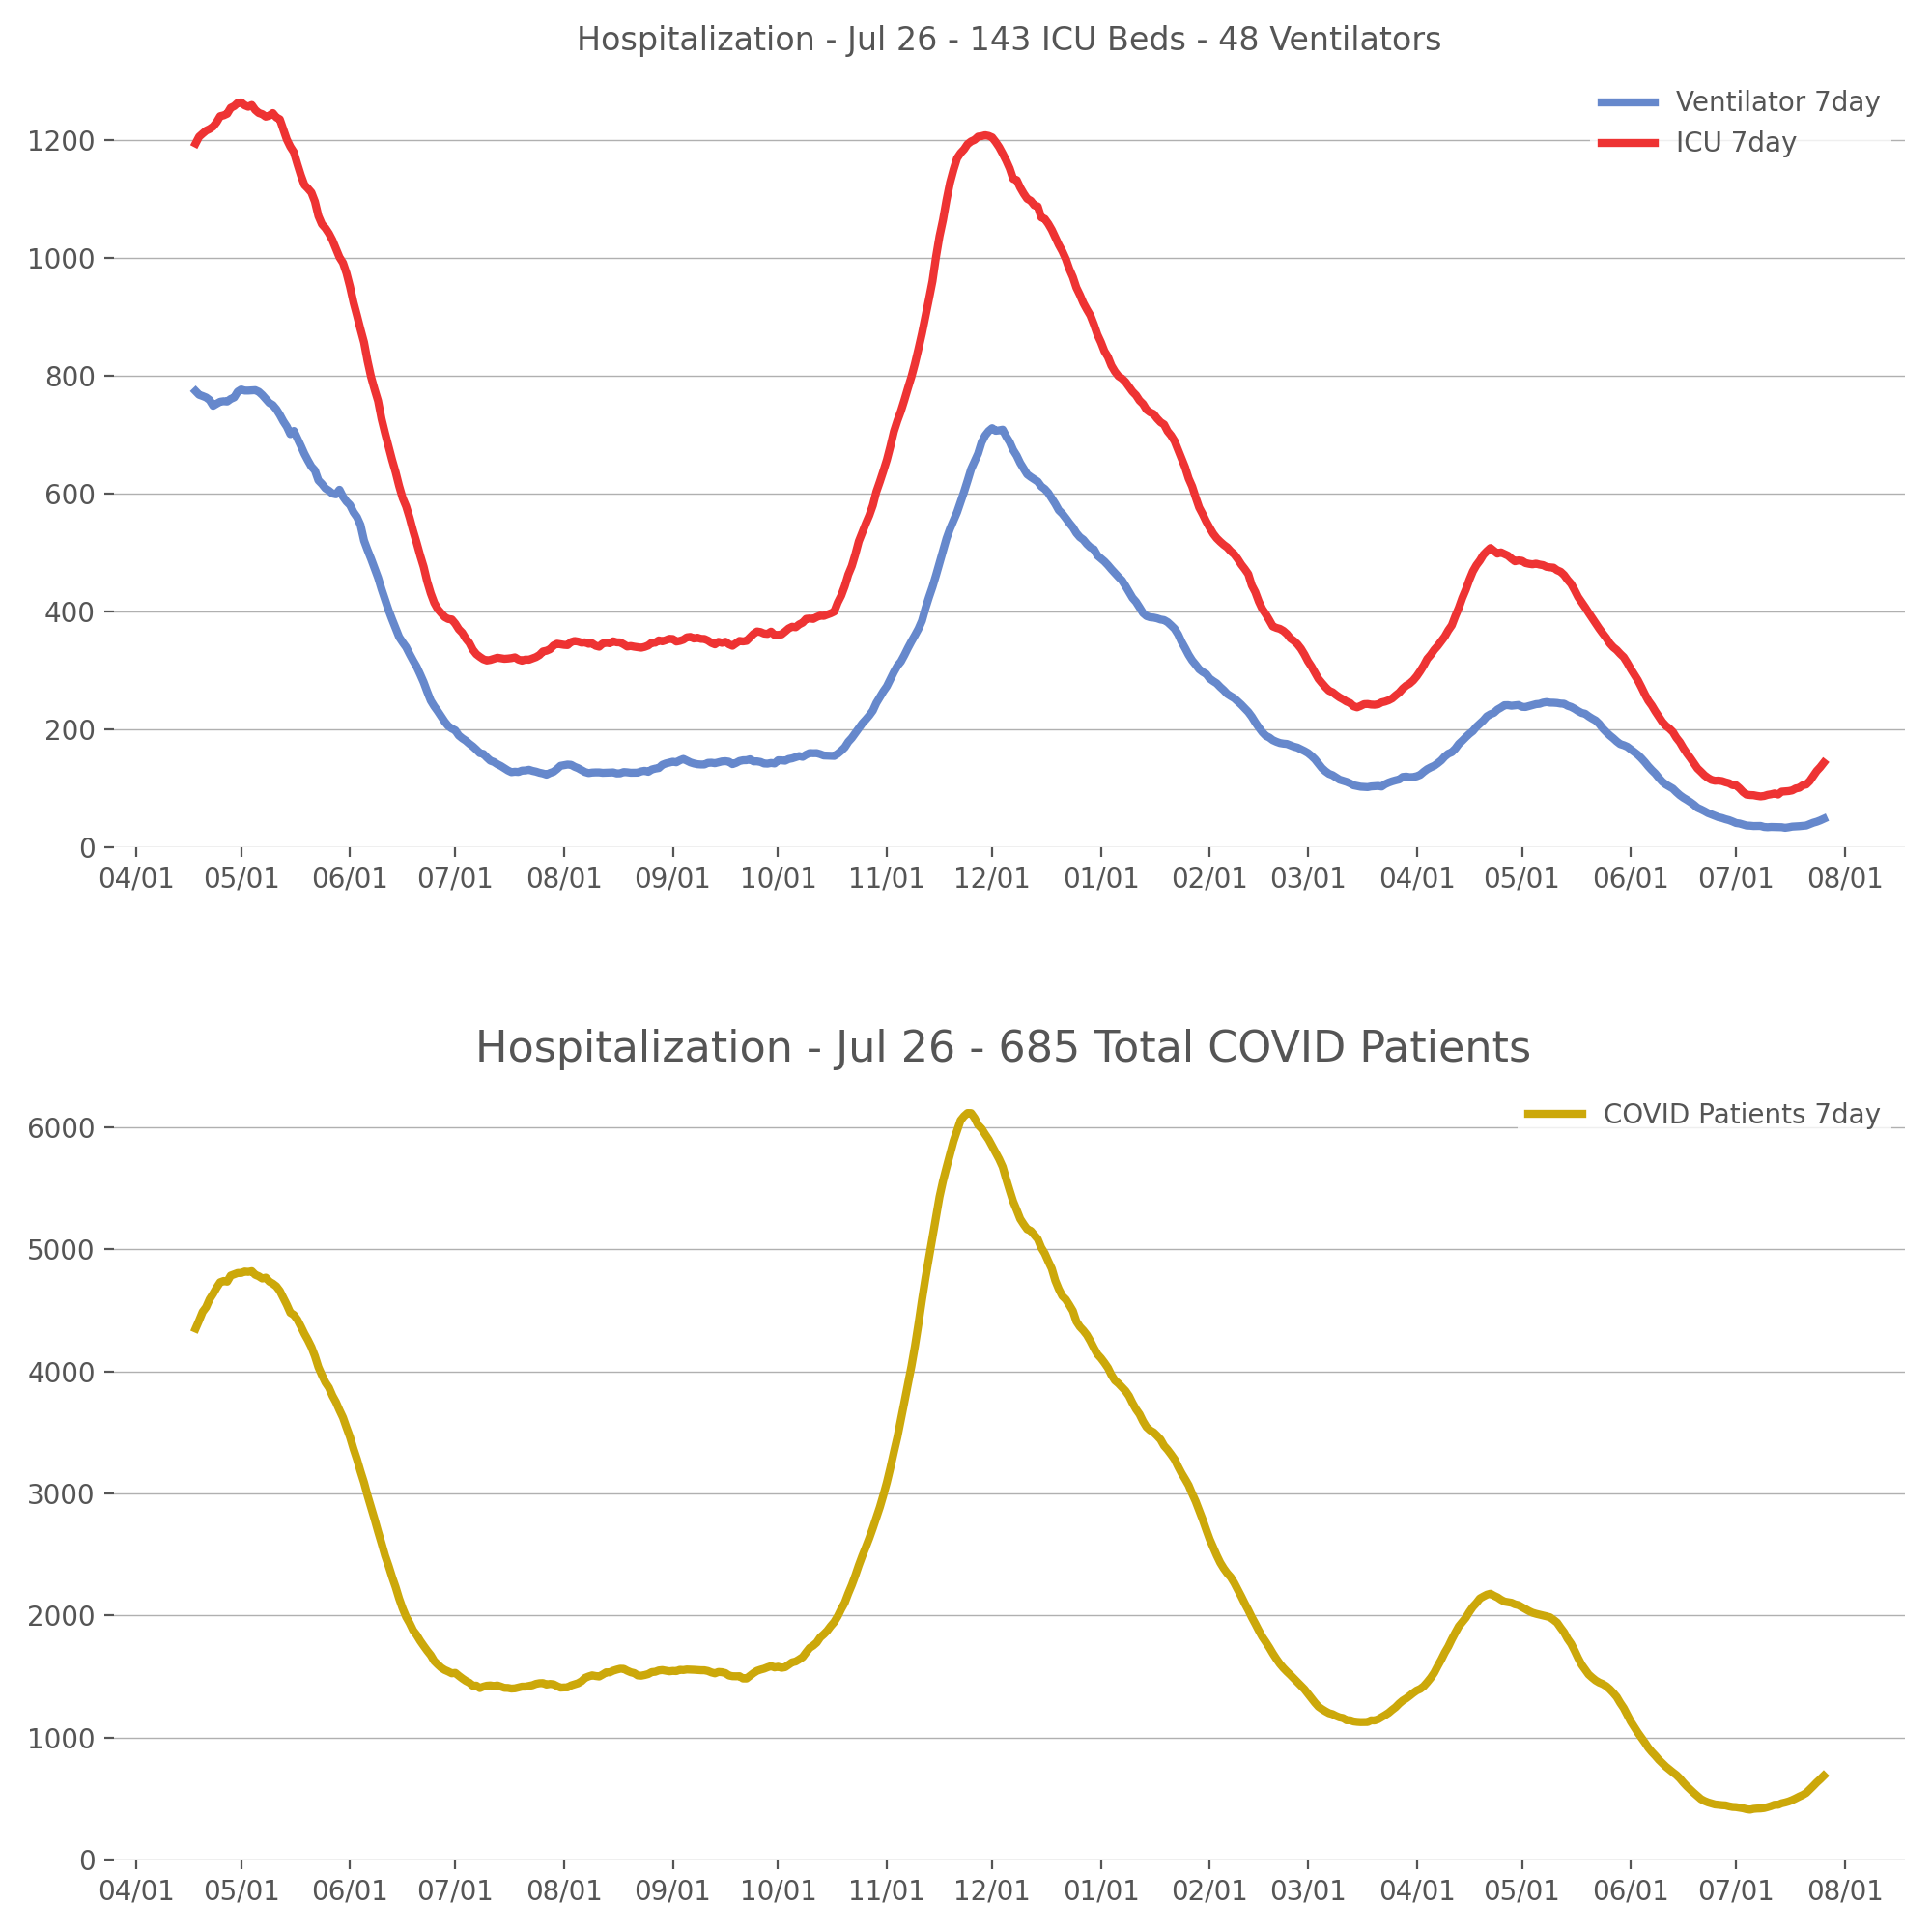 Hospitalization - Jul 26 - 143 ICU Beds - 48 Ventilators
Ventilator 7day
ICU 7day
1200
1000
800
600
400
200
0
04/01 05/01 06/01 07/01 08/01 09/01 10/01 11/01 12/01 01/01 02/01 03/01 04/01 05/01 06/01 07/01 08/01
Hospitalization - Jul 26 - 685 Total COVID Patients
COVID Patients 7day
6000
5000
4000
3000
2000
1000
0
04/01 05/01 06/01 07/01 08/01 09/01 10/01 11/01 12/01 01/01 02/01 03/01 04/01 05/01 06/01 07/01 08/01